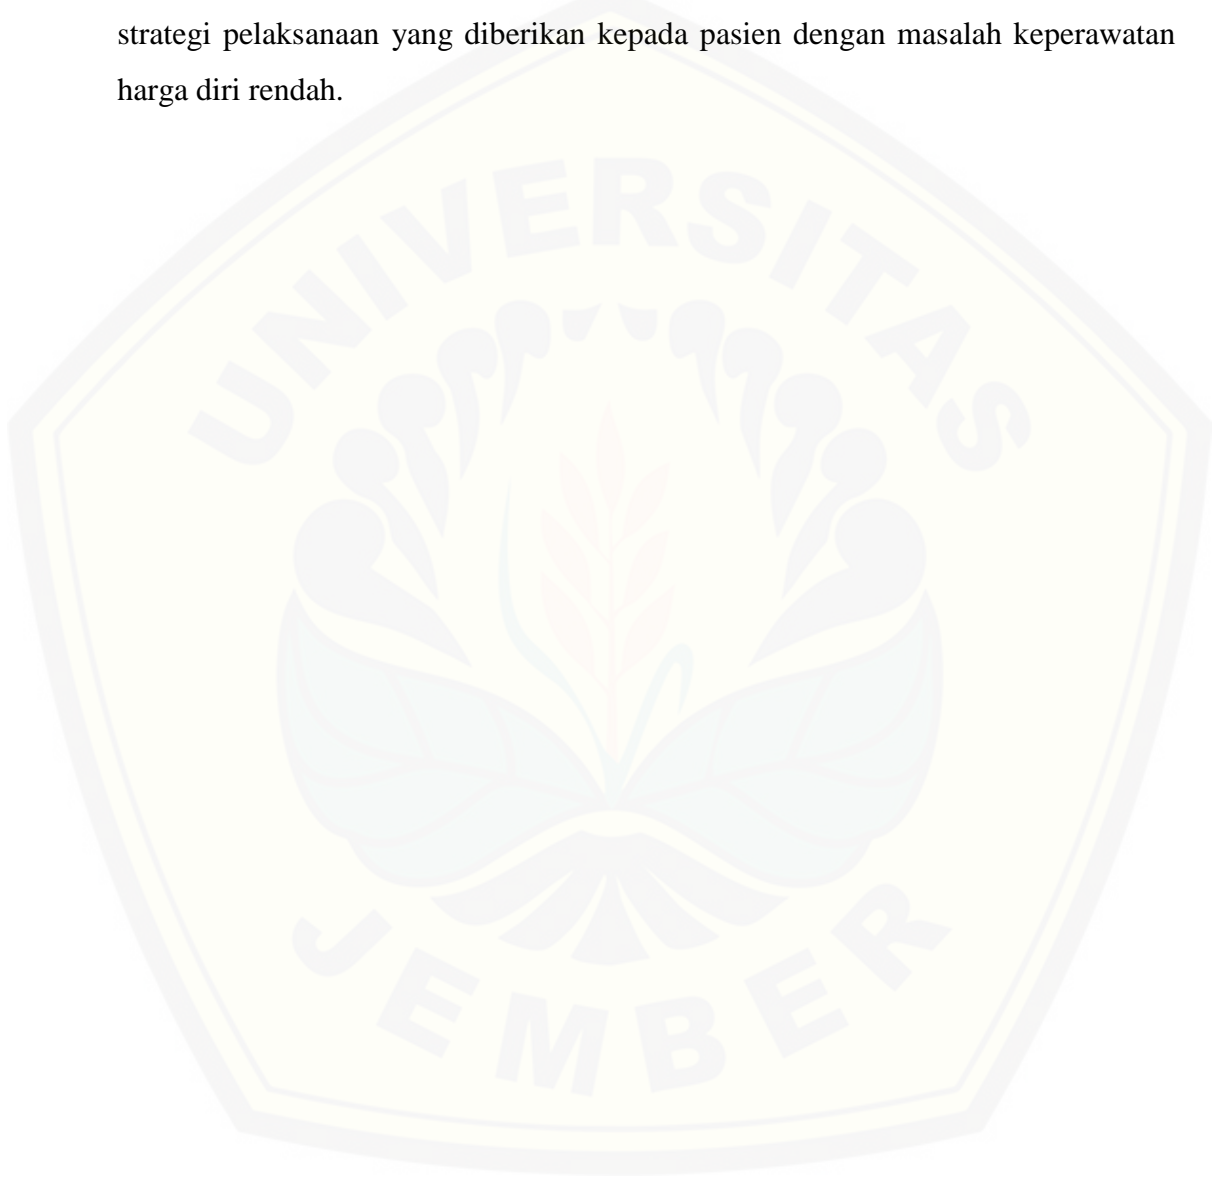 strategi pelaksanaan yang diberikan kepada pasien dengan masalah keperawatan
harga diri rendah.
UNIVERSITAS
JEMBER